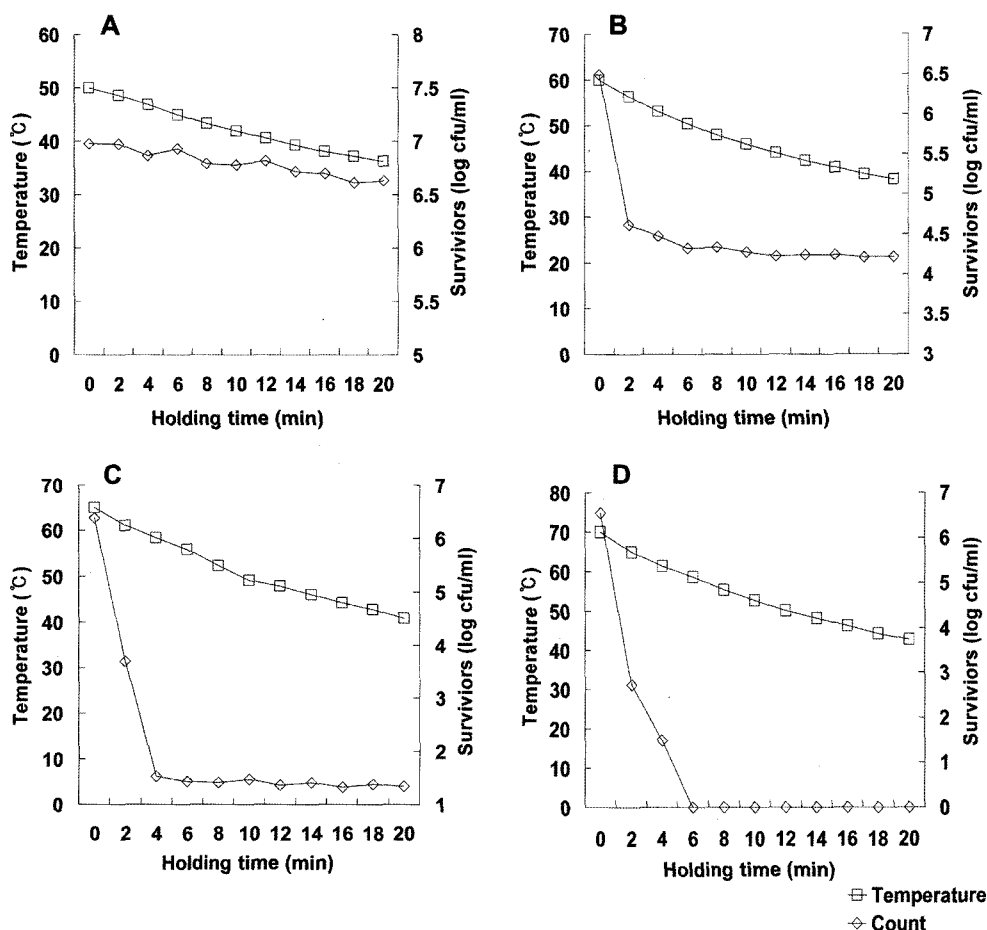 A
60
50
40
30
20
10
0
Temperature (℃)
8
7.5
7
6.5
6
5.5
5
Surviviors (log cfu/ml)
0 2 4 6 8 10 12 14 16 18 20
Holding time (min)
B
70
60
50
40
30
20
10
0
Temperature (℃)
7
6.5
6
5.5
5
4.5
4
3.5
3
Surviviors (log cfu/ml)
0 2 4 6 8 10 12 14 16 18 20
Holding time (min)
C
70
60
50
40
30
20
10
0
Temperature (℃)
7
6
5
4
3
2
1
Surviviors (log cfu/ml)
0 2 4 6 8 10 12 14 16 18 20
Holding time (min)
D
80
70
60
50
40
30
20
10
0
Temperature (℃)
7
6
5
4
3
2
1
0
Surviviors (log cfu/ml)
0 2 4 6 8 10 12 14 16 18 20
Holding time (min)
Temperature
Count